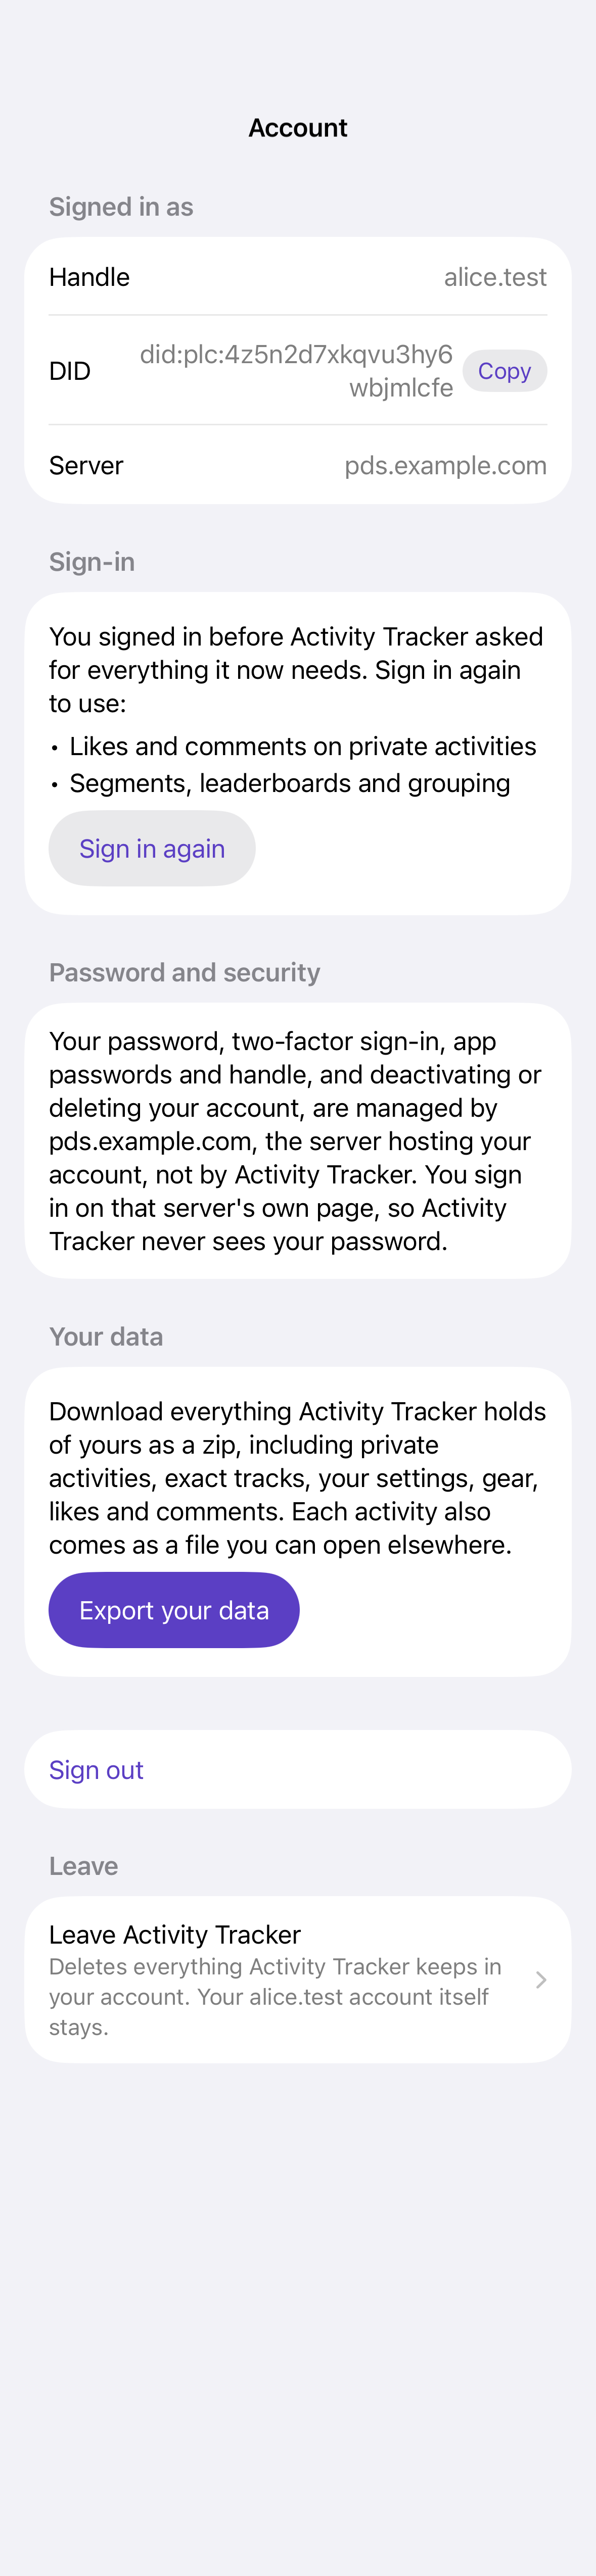 Account
Signed in as
Handle
alice.test
DID
did:plc:4z5n2d7xkqvu3hy6
wbjmlcfe
Copy
Server
pds.example.com
Sign-in
You signed in before Activity Tracker asked
for everything it now needs. Sign in again
to use:
• Likes and comments on private activities
• Segments, leaderboards and grouping
Sign in again
Password and security
Your password, two-factor sign-in, app
passwords and handle, and deactivating or
deleting your account, are managed by
pds.example.com, the server hosting your
account, not by Activity Tracker. You sign
in on that server's own page, so Activity
Tracker never sees your password.
Your data
Download everything Activity Tracker holds
of yours as a zip, including private
activities, exact tracks, your settings, gear,
likes and comments. Each activity also
comes as a file you can open elsewhere.
Export your data
Sign out
Leave
Leave Activity Tracker
Deletes everything Activity Tracker keeps in
your account. Your alice.test account itself
stays.